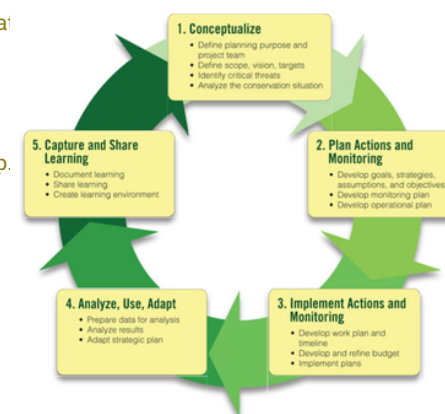 1. Conceptualize
• Define planning purpose and
project team
• Define scope, vision, targets
• Identify critical threats
• Analyze the conservation situation
2. Plan Actions and
Monitoring
• Develop goals, strategies,
assumptions, and objectives
• Develop monitoring plan
• Develop operational plan
3. Implement Actions and
Monitoring
• Develop work plan and
timeline
• Develop and refine budget
• Implement plans
4. Analyze, Use, Adapt
• Prepare data for analysis
• Analyze results
• Adapt strategic plan
5. Capture and Share
Learning
• Document learning
• Share learning
• Create learning environment